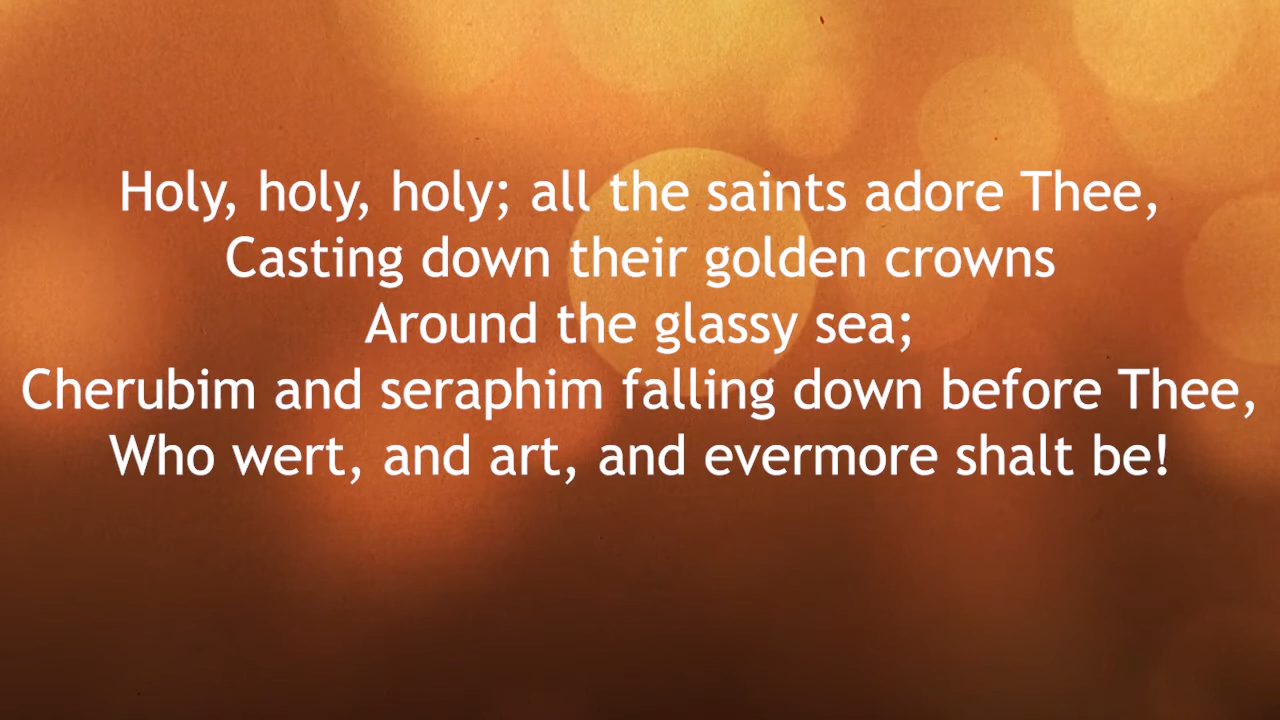 Holy, holy, holy; all the saints adore Thee,
Casting down their golden crowns
Around the glassy sea;
Cherubim and seraphim falling down before Thee,
Who wert, and art, and evermore shalt be!